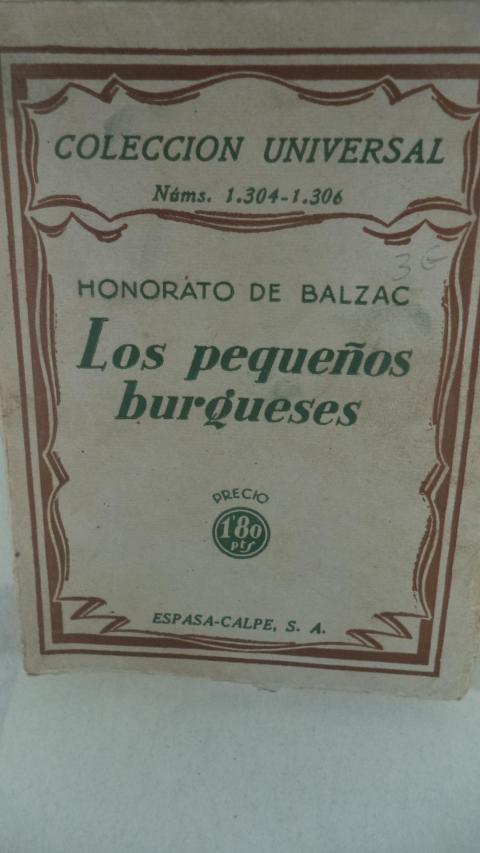 COLECCION UNIVERSAL
Núms. 1.304-1.306
3 €
HONORATO DE BALZAC
Los pequeños
burgueses
PRECIO
1'80
pts
ESPASA-CALPE, S. A.